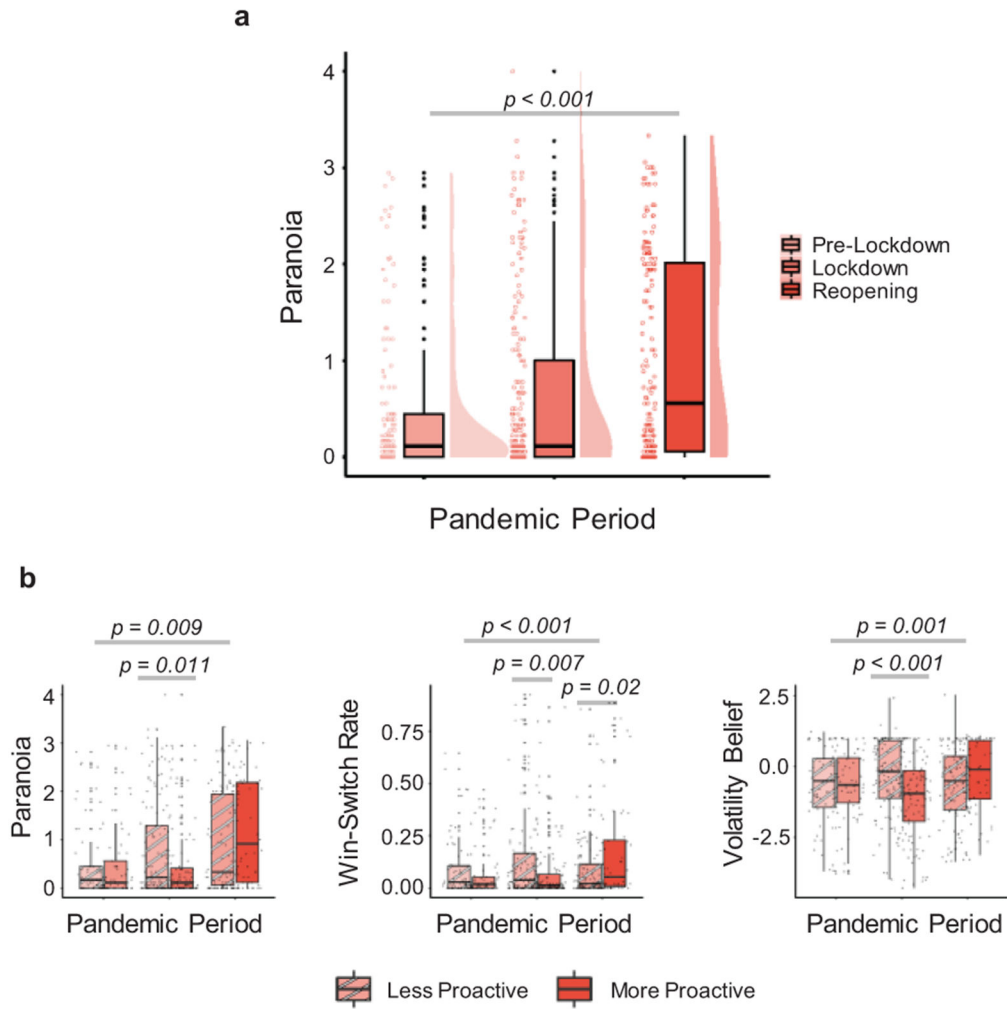 a
4
p < 0.001
3
2
1
0
Paranoia
Pandemic Period
Pre-Lockdown
Lockdown
Reopening
b
p = 0.009
p = 0.011
4
3
2
1
0
Paranoia
Pandemic Period
p < 0.001
p = 0.007
p = 0.02
0.75
0.50
0.25
0.00
Win-Switch Rate
Pandemic Period
p = 0.001
p < 0.001
2.5
0.0
-2.5
Volatility Belief
Pandemic Period
Less Proactive
More Proactive